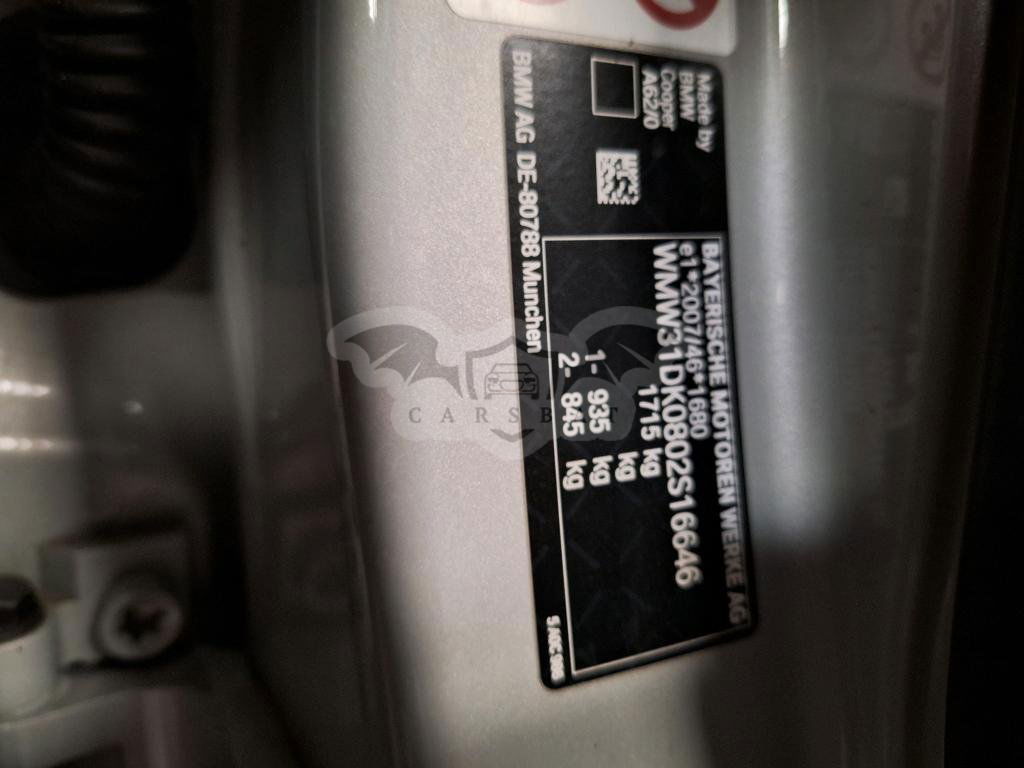 Made by
BMW
Cooper
A62/0
BAYERISCHE MOTOREN WERKE AG
e1*2007/46*1680
WMW31DK0802S16646
1715 kg
kg
1- 935 kg
2- 845 kg
BMW AG DE-80788 Munchen
CARSBAT